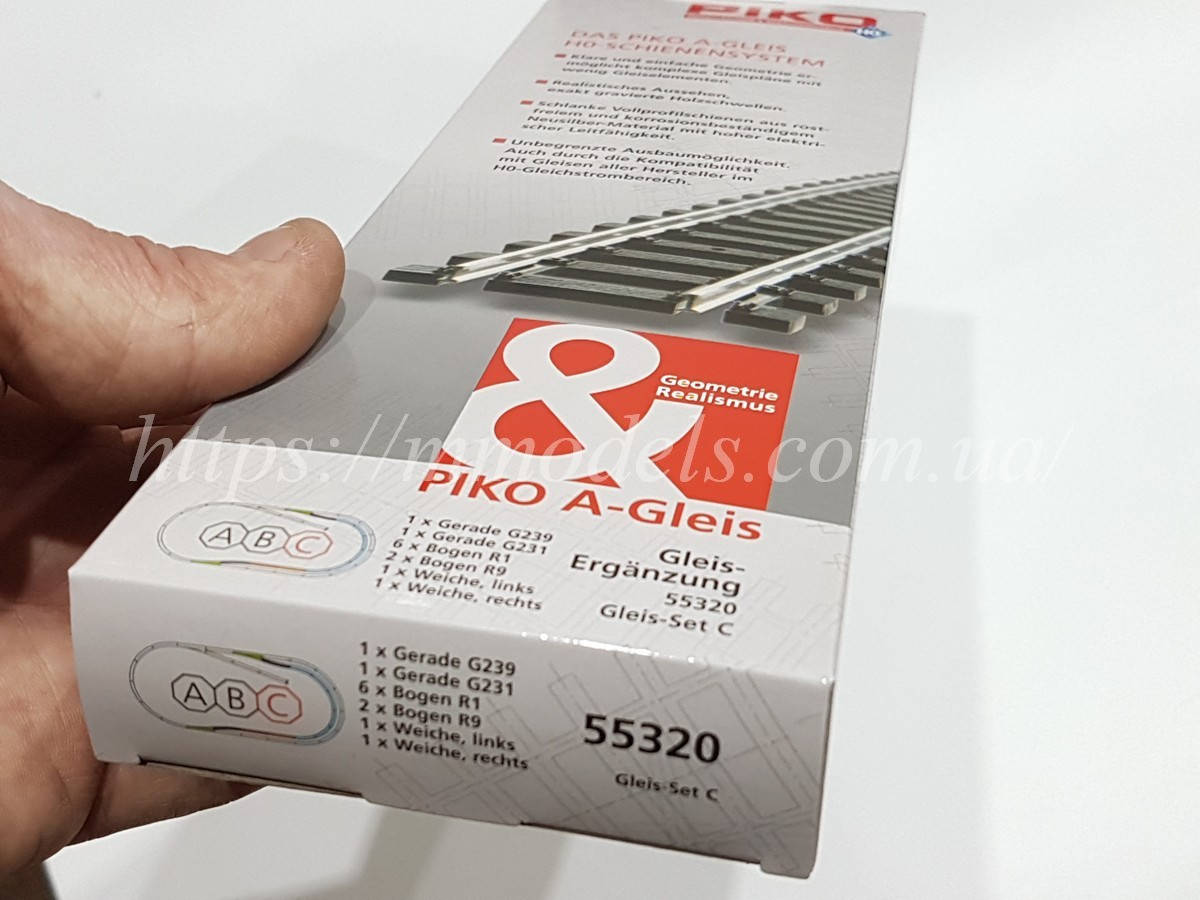 PIKO
H0
DAS PIKO A-GLEIS
H0-SCHIENENSYSTEM
Klare und einfache Geometrie er-
möglicht komplexe Gleispläne mit
wenig Gleiselementen.
Realistisches Aussehen,
exakt gravierte Holzschwellen.
Schlanke Vollprofilschienen aus rost-
freiem und korrosionsbeständigem
Neusilber-Material mit hoher elektri-
scher Leitfähigkeit.
Unbegrenzte Ausbaumöglichkeit.
Auch durch die Kompatibilität
mit Gleisen aller Hersteller im
H0-Gleichstrombereich.
&
Geometrie
Realismus
https://mmodels.com.ua/
PIKO A-Gleis
A B C
1 x Gerade G239
1 x Gerade G231
6 x Bogen R1
2 x Bogen R9
1 x Weiche, links
1 x Weiche, rechts
Gleis-
Ergänzung
55320
Gleis-Set C
A B C
1 x Gerade G239
1 x Gerade G231
6 x Bogen R1
2 x Bogen R9
1 x Weiche, links
1 x Weiche, rechts
55320
Gleis-Set C